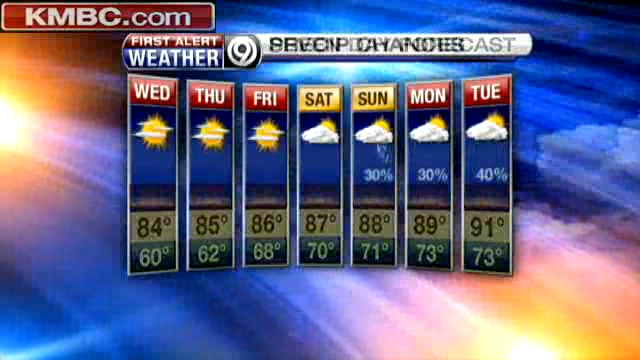 KMBC.com
FIRST ALERT
WEATHER 9
WED THU FRI SAT SUN MON TUE
30% 30% 40%
84° 85° 86° 87° 88° 89° 91°
60° 62° 68° 70° 71° 73° 73°